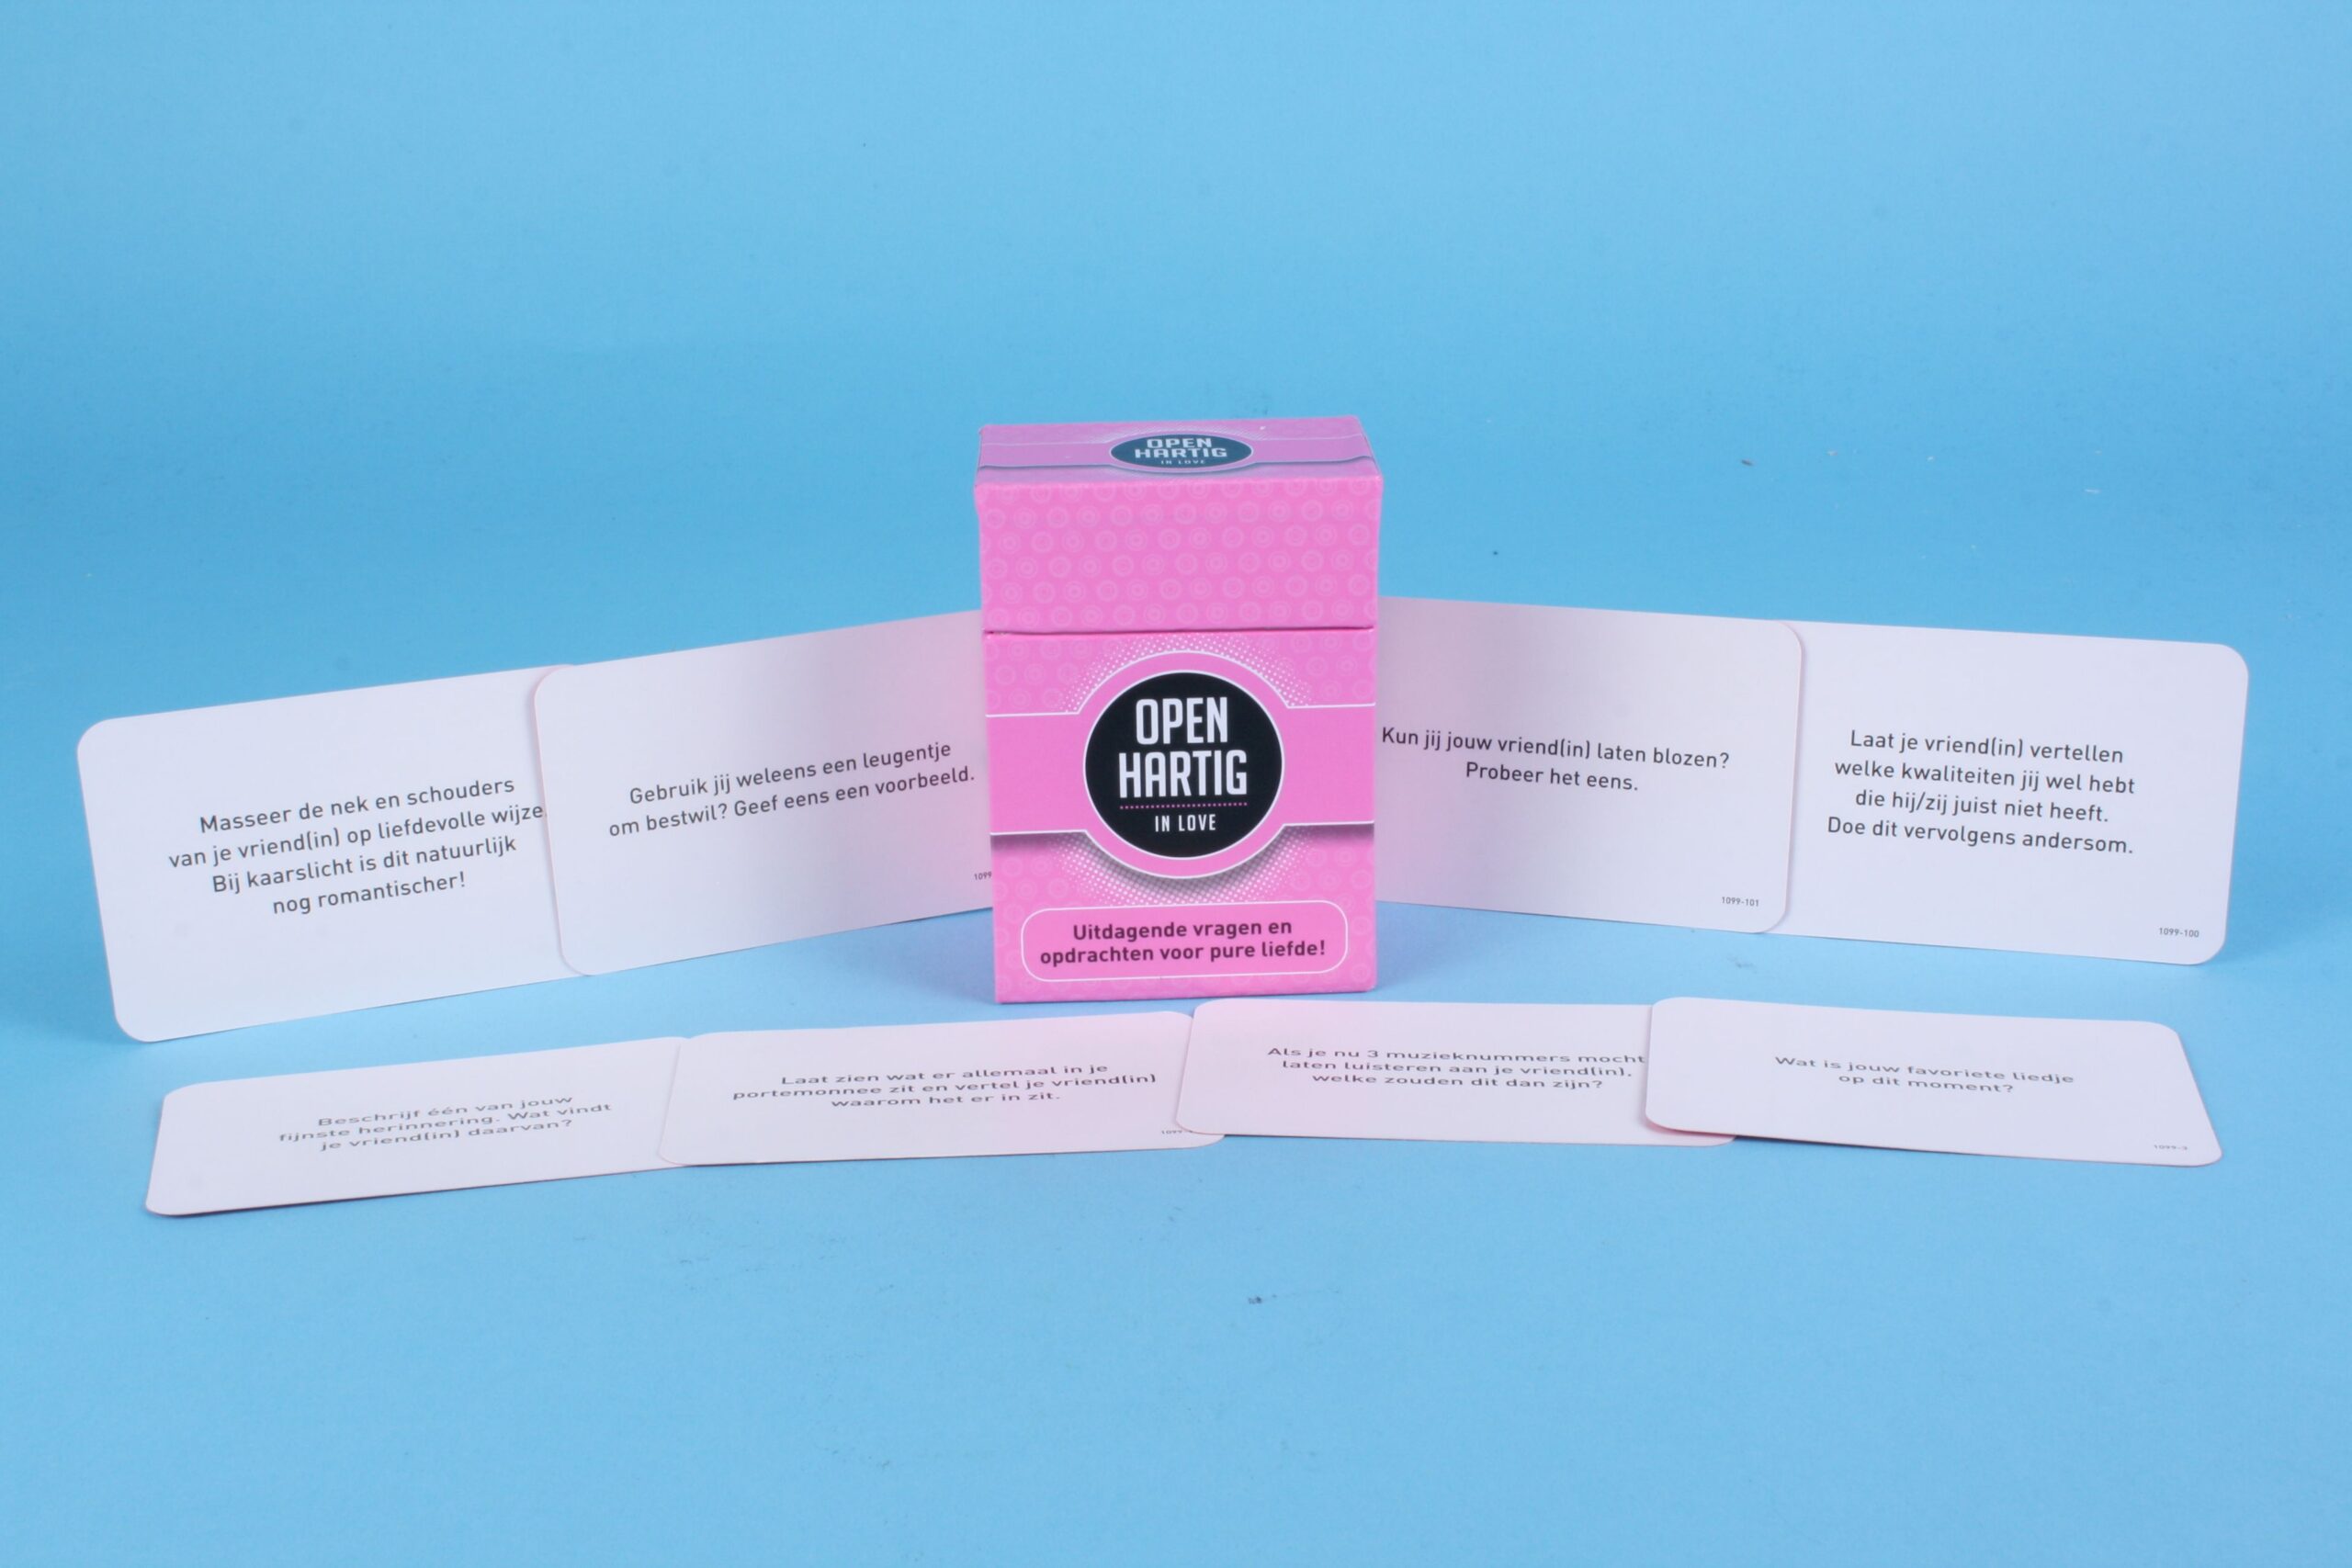 OPEN
HARTIG
IN LOVE
OPEN
HARTIG
IN LOVE
Uitdagende vragen en
opdrachten voor pure liefde!
Masseer de nek en schouders
van je vriend(in) op liefdevolle wijze.
Bij kaarslicht is dit natuurlijk
nog romantischer!
Gebruik jij weleens een leugentje
om bestwil? Geef eens een voorbeeld.
1099
Kun jij jouw vriend(in) laten blozen?
Probeer het eens.
1099-101
Laat je vriend(in) vertellen
welke kwaliteiten jij wel hebt
die hij/zij juist niet heeft.
Doe dit vervolgens andersom.
1099-100
Beschrijf één van jouw
fijnste herinnering. Wat vindt
je vriend(in) daarvan?
Laat zien wat er allemaal in je
portemonnee zit en vertel je vriend(in)
waarom het er in zit.
Als je nu 3 muzieknummers mocht
laten luisteren aan je vriend(in),
welke zouden dit dan zijn?
Wat is jouw favoriete liedje
op dit moment?